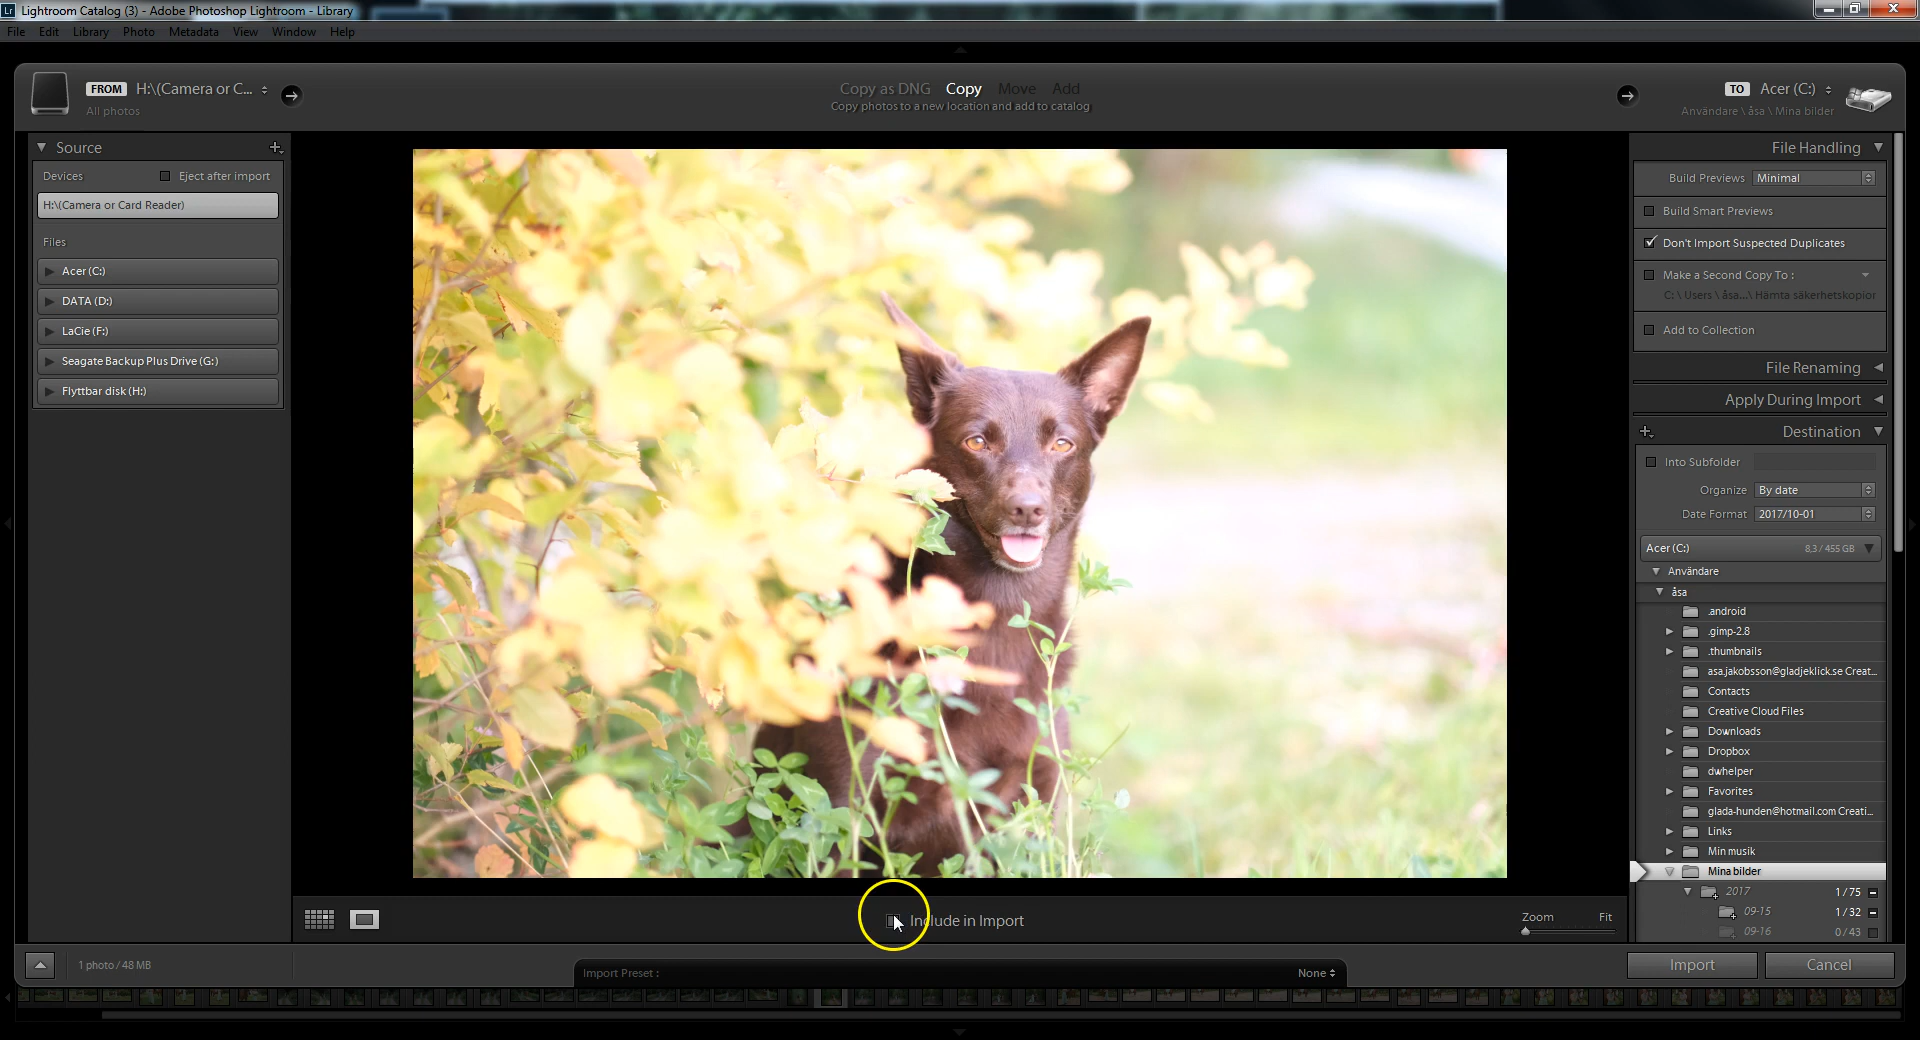 Lr Lightroom Catalog (3) - Adobe Photoshop Lightroom - Library
File Edit Library Photo Metadata View Window Help
FROM H:\(Camera or C...
All photos
Copy as DNG Copy Move Add
Copy photos to a new location and add to catalog
TO Acer (C:)
Användare \ åsa \ Mina bilder
Source
Devices Eject after import
H:\(Camera or Card Reader)
Files
Acer (C:)
DATA (D:)
LaCie (F:)
Seagate Backup Plus Drive (G:)
Flyttbar disk (H:)
File Handling
Build Previews Minimal
Build Smart Previews
Don't Import Suspected Duplicates
Make a Second Copy To :
C: \ Users \ åsa...\ Hämta säkerhetskopior
Add to Collection
File Renaming
Apply During Import
Destination
Into Subfolder
Organize By date
Date Format 2017/10-01
Acer (C:) 8,3 / 455 GB
Användare
åsa
.android
.gimp-2.8
.thumbnails
asa.jakobsson@gladjeklick.se Creat...
Contacts
Creative Cloud Files
Downloads
Dropbox
dwhelper
Favorites
glada-hunden@hotmail.com Creati...
Links
Min musik
Mina bilder
2017 1 / 75
09-15 1 / 32
09-16 0 / 43
Include in Import
Zoom Fit
1 photo / 48 MB
Import Preset : None
Import Cancel